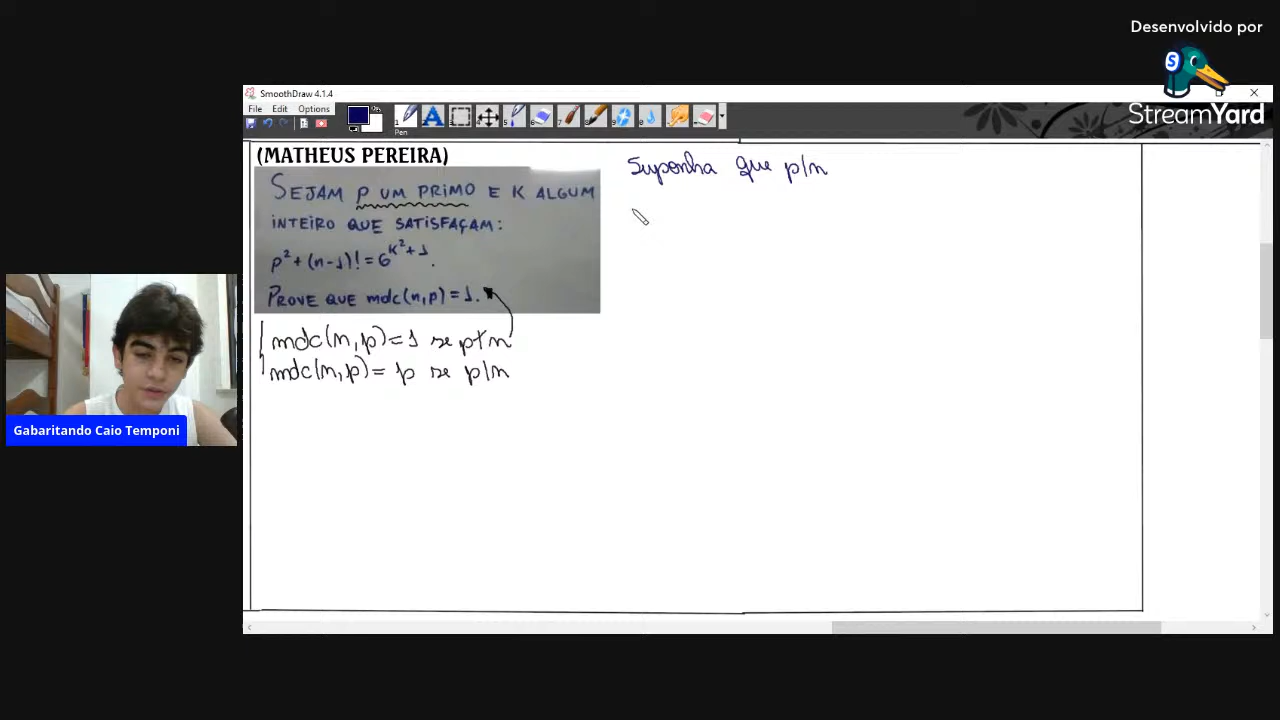 Desenvolvido por
StreamYard
SmoothDraw 4.1.4
File Edit Options
Pen
(MATHEUS PEREIRA)
SEJAM P UM PRIMO E K ALGUM
INTEIRO QUE SATISFAÇAM:
p² + (n-1)! = 6^{K²+1}.
PROVE QUE mdc(n,p)=1.
mdc(n,p)=1 se p∤n
mdc(n,p)= p se p|n
Suponha que p|n
Gabaritando Caio Temponi